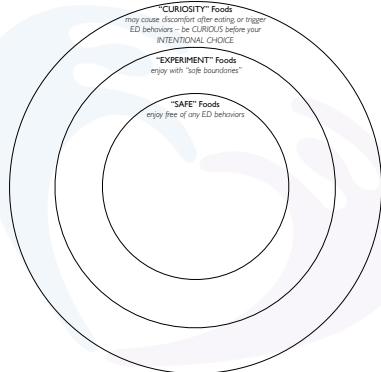 “CURIOSITY” Foods
may cause discomfort after eating, or trigger
ED behaviors – be CURIOUS before your
INTENTIONAL CHOICE
“EXPERIMENT” Foods
enjoy with “safe boundaries”
“SAFE” Foods
enjoy free of any ED behaviors